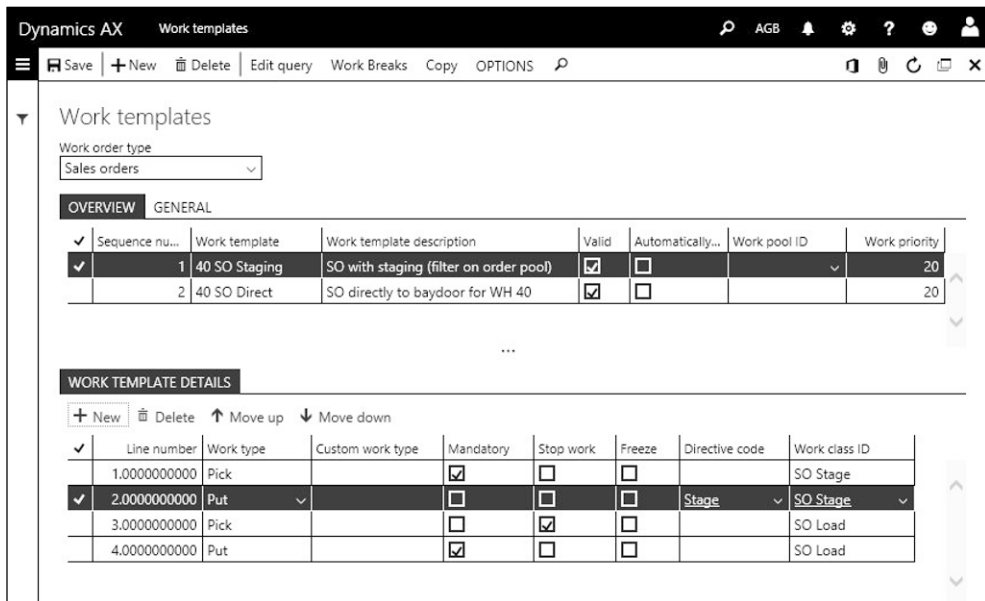 Dynamics AX Work templates AGB ?
Save + New Delete Edit query Work Breaks Copy OPTIONS
Work templates
Work order type
Sales orders
OVERVIEW GENERAL
Sequence nu... Work template Work template description Valid Automatically... Work pool ID Work priority
1 40 SO Staging SO with staging (filter on order pool) 20
2 40 SO Direct SO directly to baydoor for WH 40 20
...
WORK TEMPLATE DETAILS
+ New Delete Move up Move down
Line number Work type Custom work type Mandatory Stop work Freeze Directive code Work class ID
1.0000000000 Pick SO Stage
2.0000000000 Put Stage SO Stage
3.0000000000 Pick SO Load
4.0000000000 Put SO Load